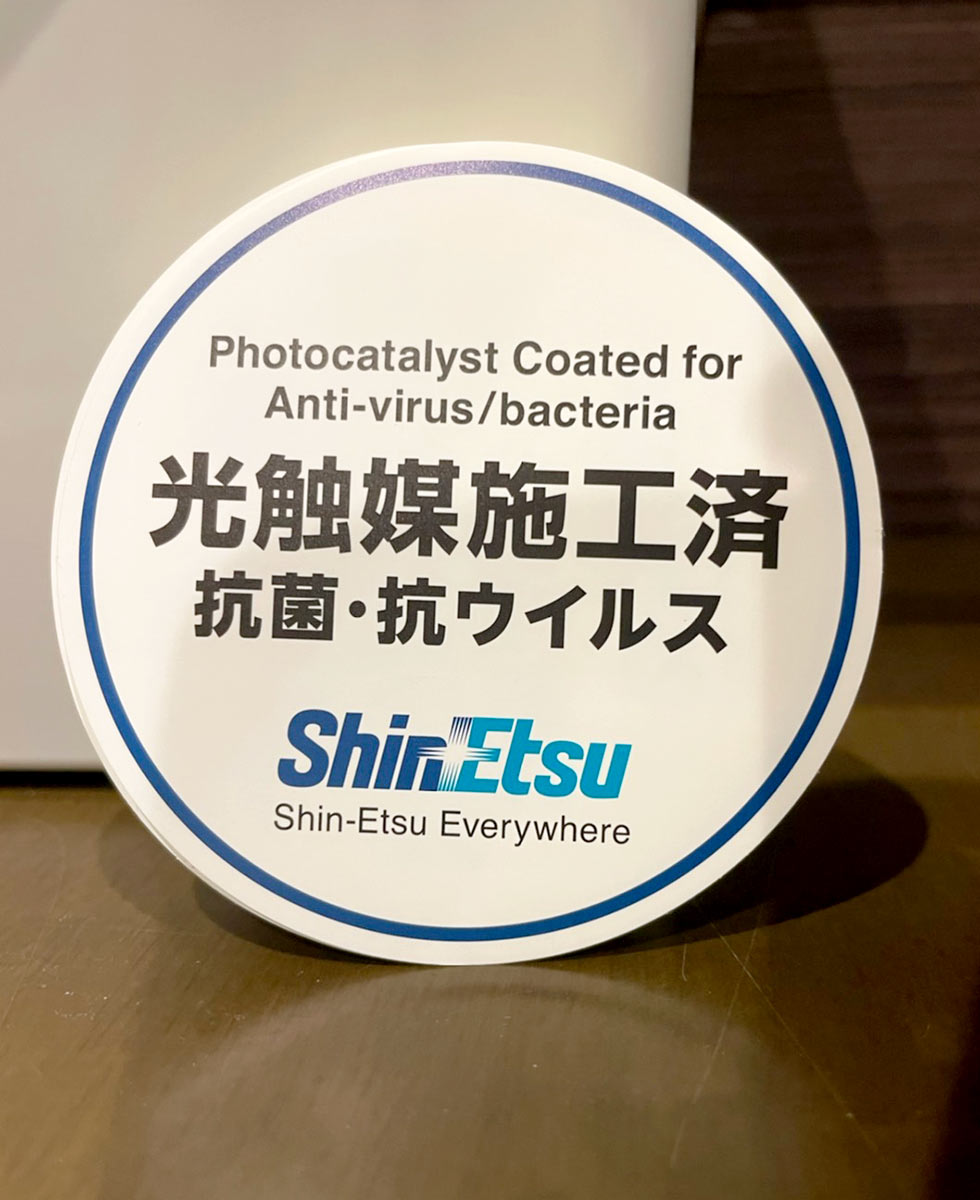 Photocatalyst Coated for
Anti-virus/bacteria
光触媒施工済
抗菌・抗ウイルス
ShinEtsu
Shin-Etsu Everywhere